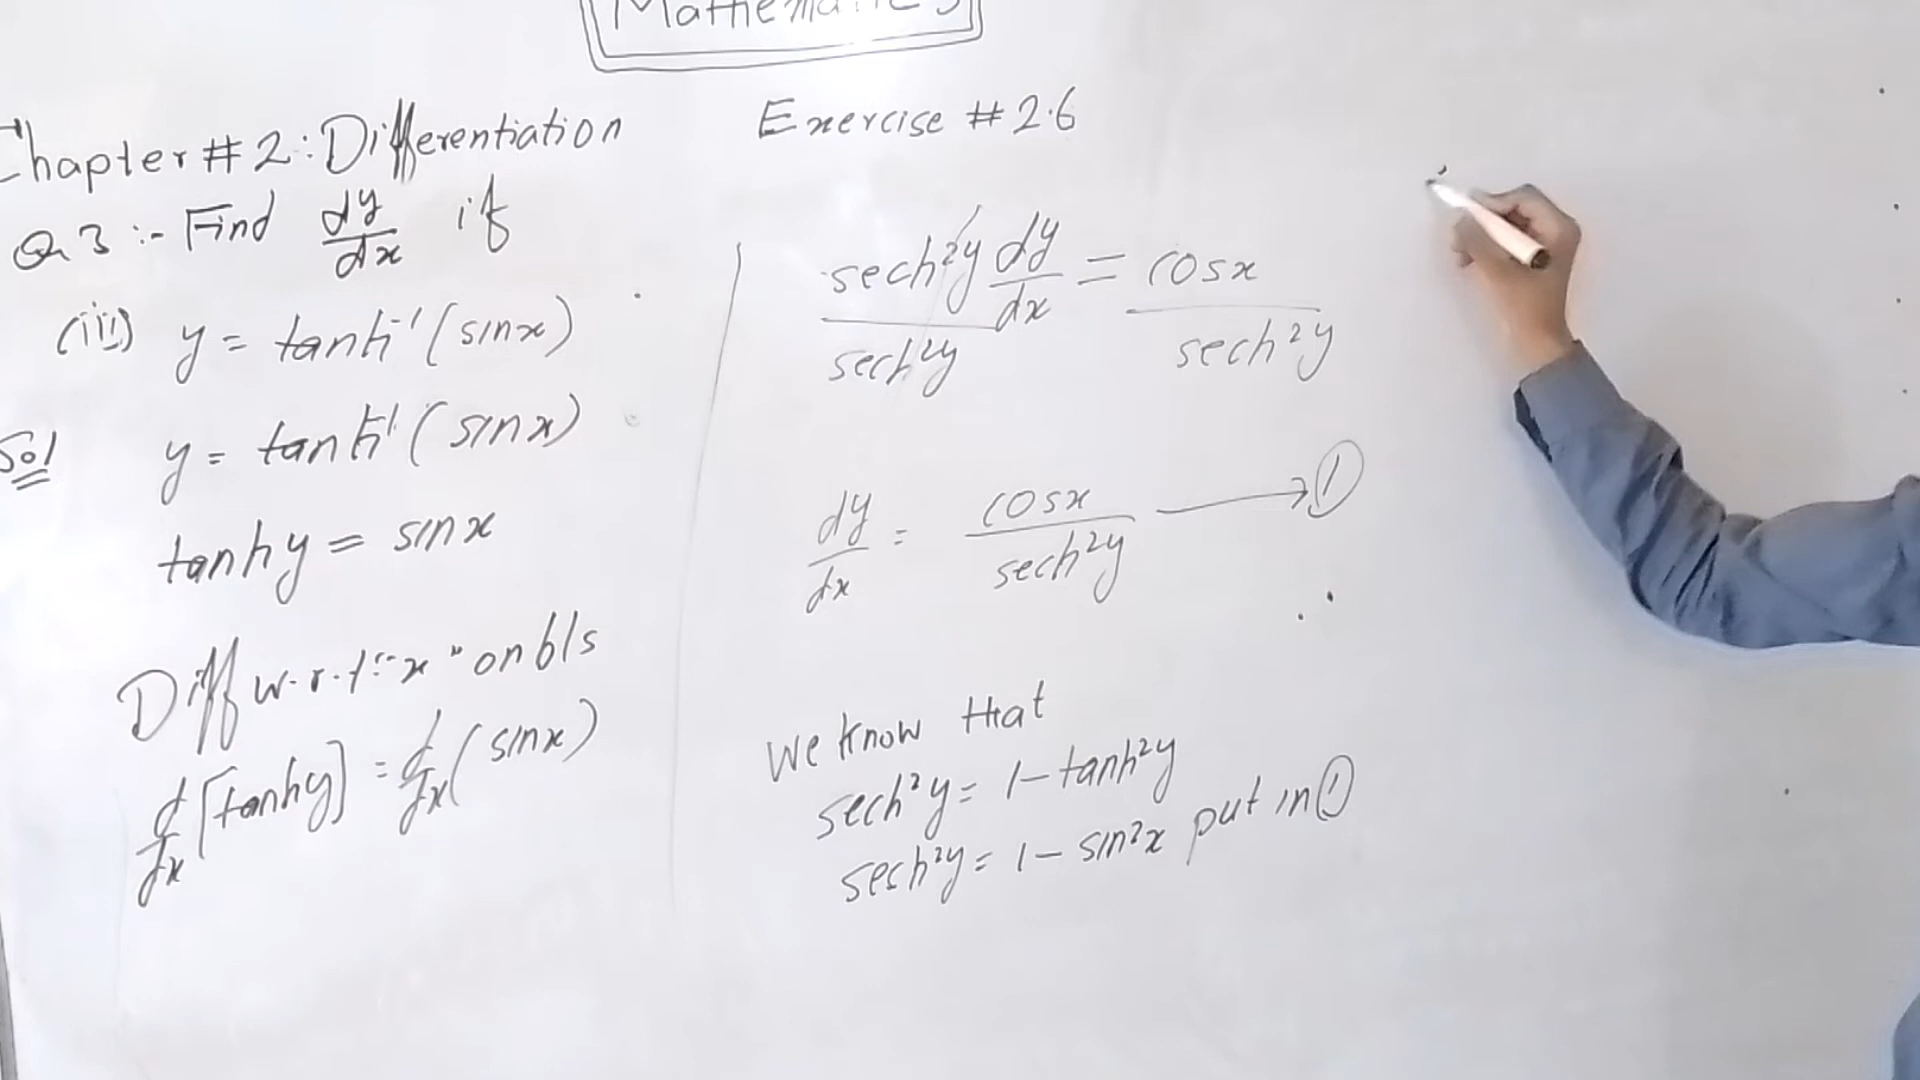 Mathematics
Chapter # 2 : Differentiation
Exercise # 2.6
Q 3 :- Find dy/dx if
(iii) y = tanh⁻¹ (sinx)
Sol y = tanh⁻¹ (sinx)
tanhy = sinx
Diff w.r.t "x" on b/s
d/dx [tanhy] = d/dx (sinx)
sech²y dy/dx / sech²y = cosx / sech²y
dy/dx = cosx / sech²y → ①
We know that
sech²y = 1 - tanh²y
sech²y = 1 - sin²x put in ①